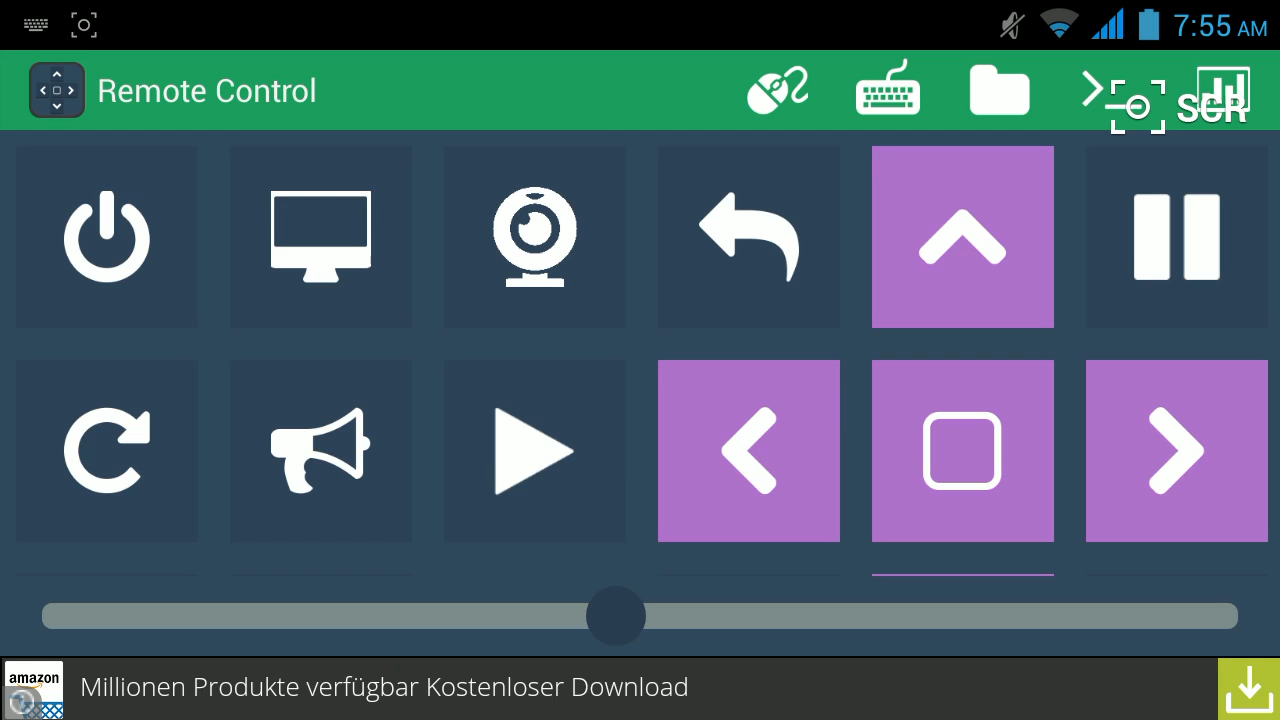 7:55 AM
Remote Control
SCR
amazon
Millionen Produkte verfügbar Kostenloser Download